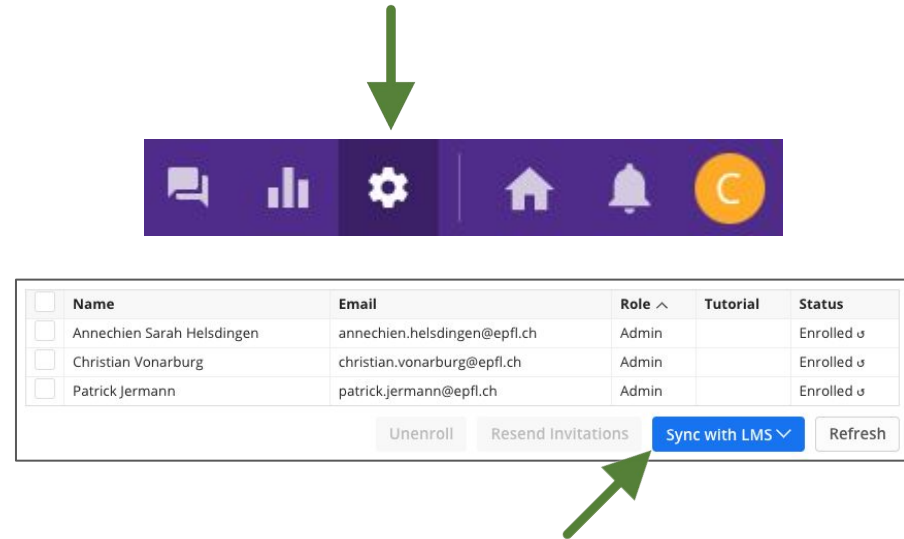 C
Name Email Role Tutorial Status
Annechien Sarah Helsdingen annechien.helsdingen@epfl.ch Admin Enrolled
Christian Vonarburg christian.vonarburg@epfl.ch Admin Enrolled
Patrick Jermann patrick.jermann@epfl.ch Admin Enrolled
Unenroll Resend Invitations Sync with LMS Refresh